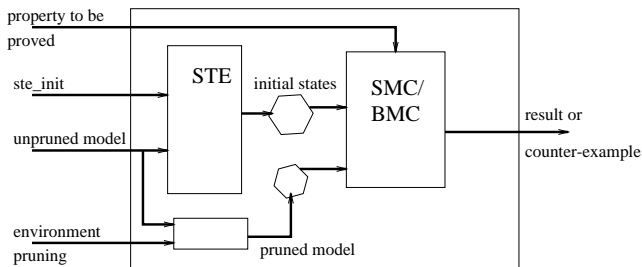 property to be
proved
STE
ste_init
initial states
SMC/
BMC
unpruned model
result or
counter-example
environment
pruning
pruned model